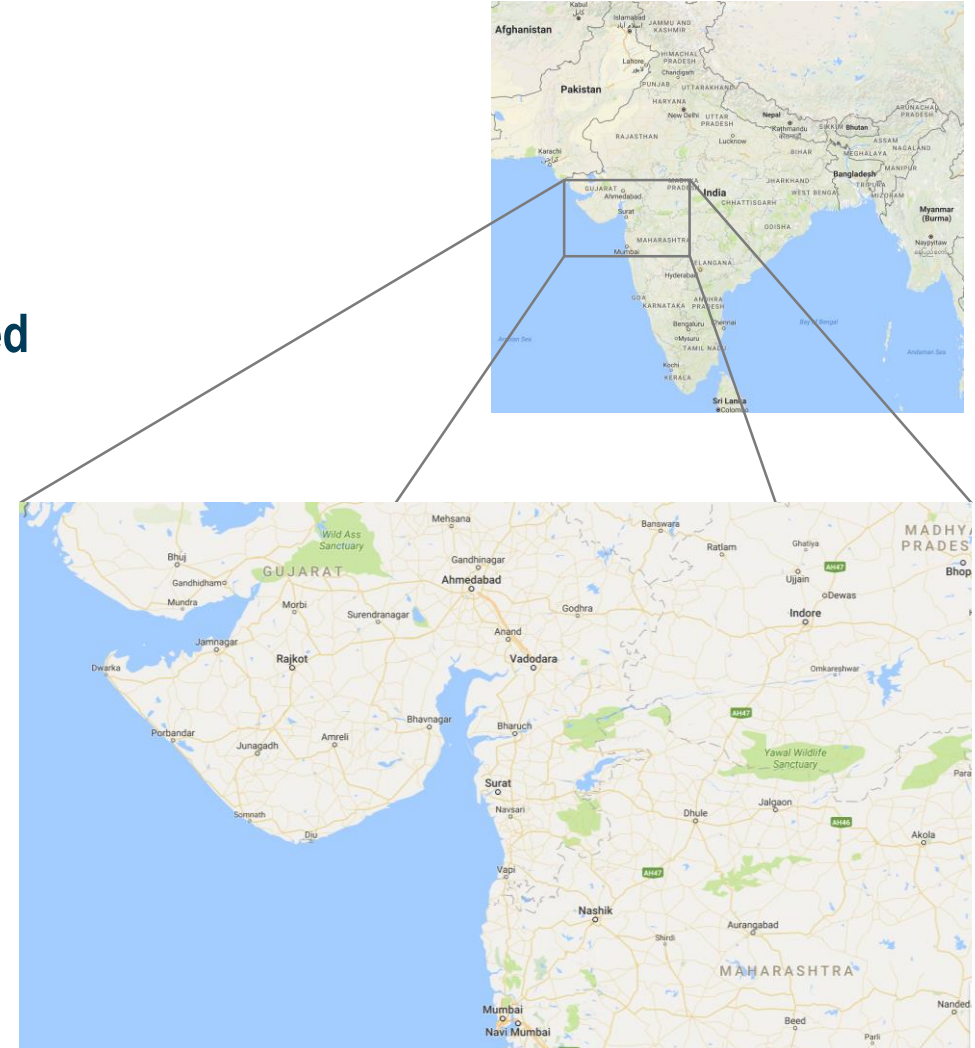 Kabul
کابل
Islamabad
اسلام آباد
JAMMU AND
KASHMIR
Afghanistan
HIMACHAL
PRADESH
Lahore
Chandigarh
PUNJAB
UTTARAKHAND
Pakistan
HARYANA
New Delhi
UTTAR
PRADESH
Nepal
Kathmandu
SIKKIM
Bhutan
ARUNACHAL
PRADESH
ASSAM
NAGALAND
RAJASTHAN
Lucknow
BIHAR
MEGHALAYA
MANIPUR
Karachi
كراچى
Bangladesh
TRIPURA
MIZORAM
JHARKHAND
WEST BENGAL
GUJARAT
Ahmedabad
MADHYA
PRADESH
India
CHHATTISGARH
Surat
ODISHA
Myanmar
(Burma)
Naypyitaw
MAHARASHTRA
Mumbai
TELANGANA
Hyderabad
GOA
KARNATAKA
ANDHRA
PRADESH
Bengaluru
Chennai
Mysuru
TAMIL NADU
Bay of Bengal
Andaman Sea
Kochi
KERALA
Sri Lanka
Colombo
ed
Mehsana
Banswara
MADHYA
PRADES
Wild Ass
Sanctuary
Ratlam
Ghatiya
Bhuj
Gandhinagar
AH47
Bhop
GUJARAT
Ahmedabad
Ujjain
Gandhidham
Dewas
Mundra
Morbi
Surendranagar
Godhra
Indore
Anand
Jamnagar
Rajkot
Vadodara
Dwarka
Omkareshwar
AH47
Bhavnagar
Bharuch
Porbandar
Amreli
Junagadh
Yawal Wildlife
Sanctuary
Para
Surat
Navsari
Jalgaon
Somnath
Dhule
AH46
Diu
Akola
Vapi
AH47
Nashik
Aurangabad
Shirdi
MAHARASHTRA
Nanded
Mumbai
Navi Mumbai
Beed
Parli